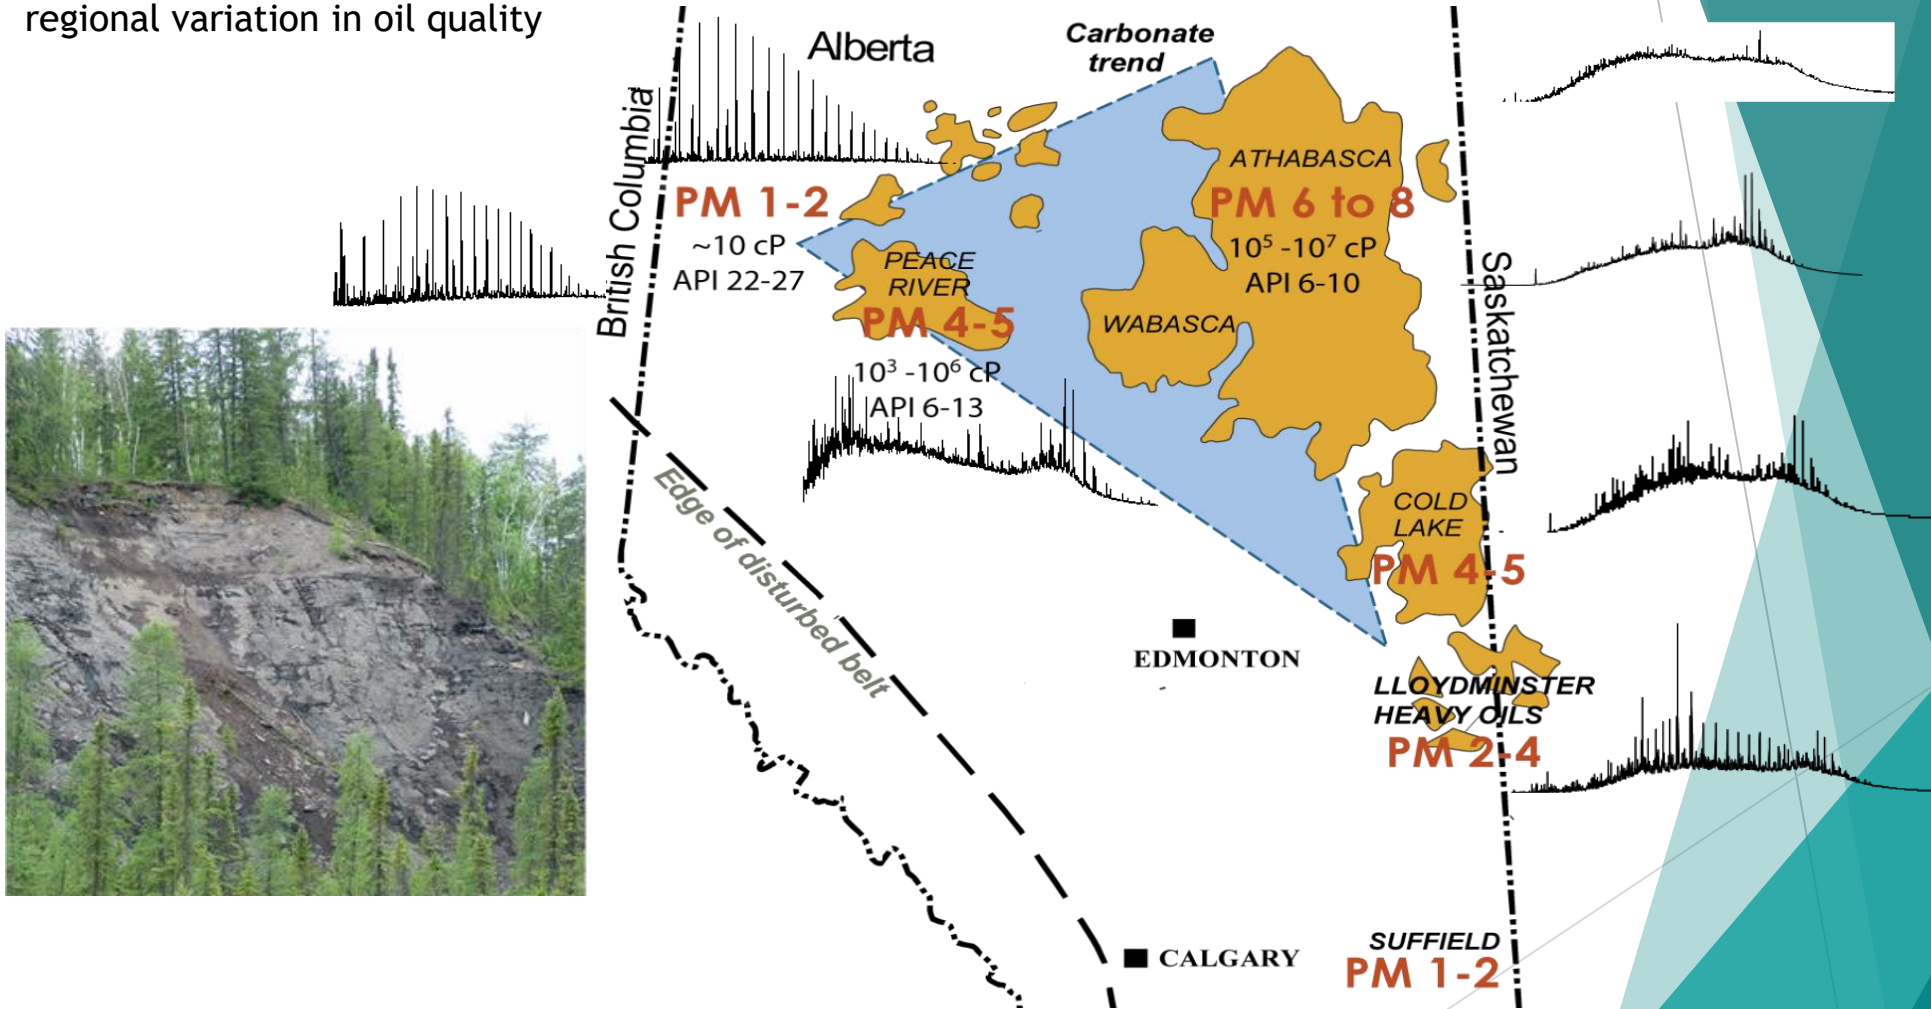 regional variation in oil quality
Alberta
Carbonate
trend
British Columbia
PM 1-2
~10 cP
API 22-27
ATHABASCA
PM 6 to 8
10⁵ -10⁷ cP
API 6-10
PEACE
RIVER
PM 4-5
10³ -10⁶ cP
API 6-13
WABASCA
Saskatchewan
Edge of disturbed belt
COLD
LAKE
PM 4-5
EDMONTON
LLOYDMINSTER
HEAVY OILS
PM 2-4
CALGARY
SUFFIELD
PM 1-2